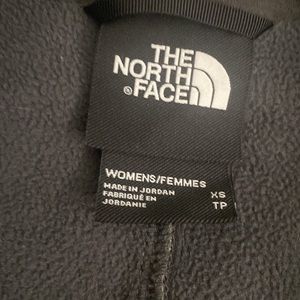 THE
NORTH
FACE
WOMENS/FEMMES
MADE IN JORDAN XS
FABRIQUÉ EN TP
JORDANIE